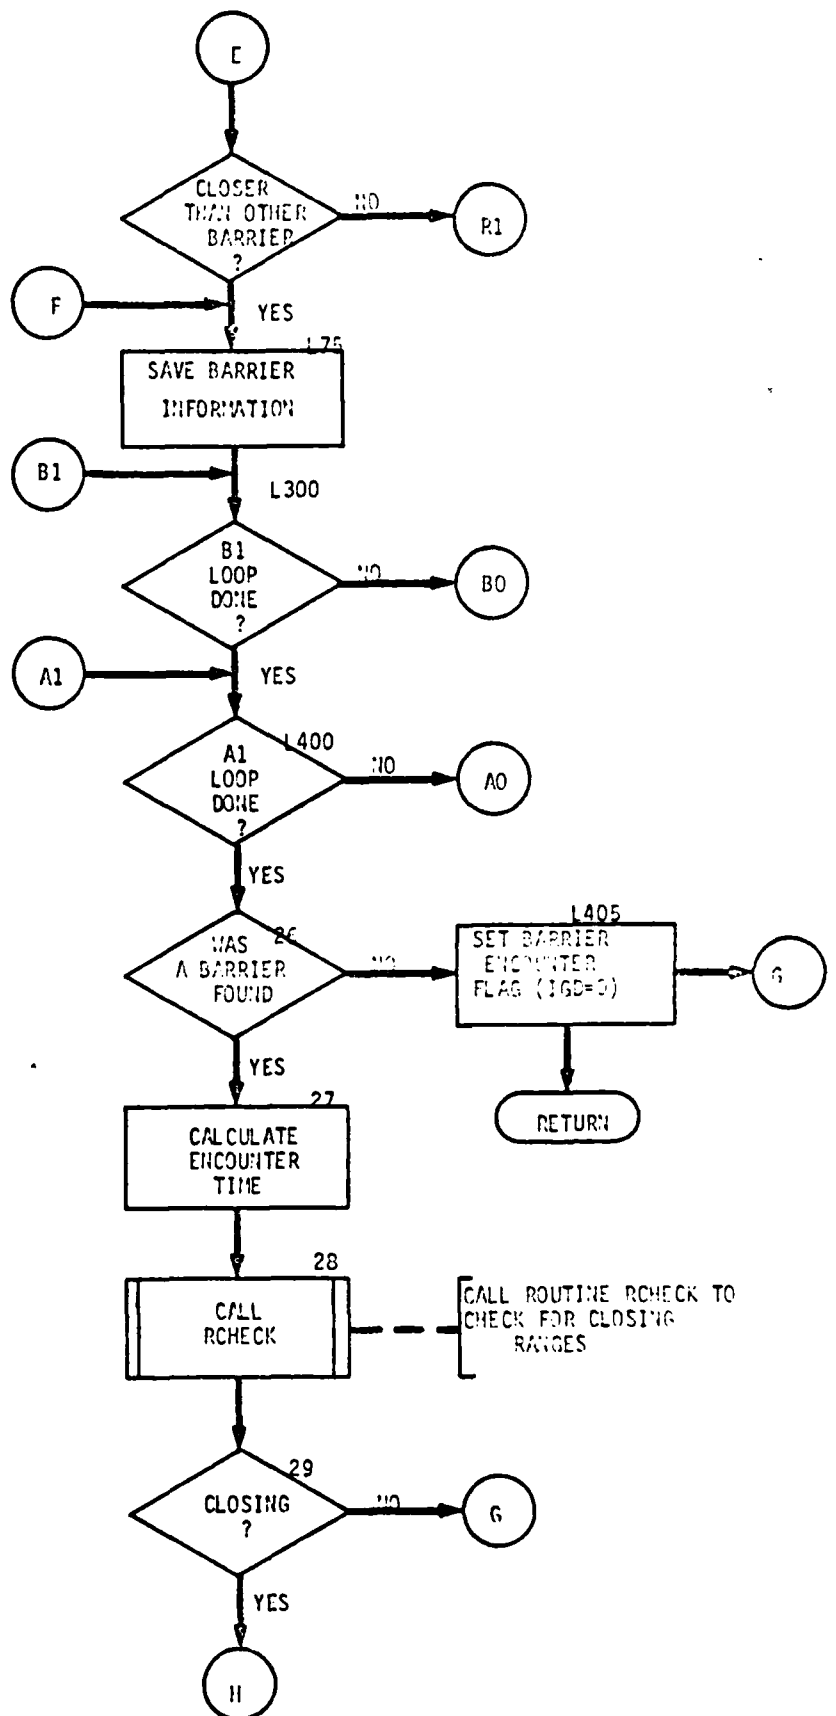 E
CLOSER
THAN OTHER
BARRIER
?
NO
R1
F
YES
L75
SAVE BARRIER
INFORMATION
B1
L300
B1
LOOP
DONE
?
NO
B0
A1
YES
L400
A1
LOOP
DONE
?
NO
A0
YES
26
WAS
A BARRIER
FOUND
NO
L405
SET BARRIER
ENCOUNTER
FLAG (IGD=0)
G
YES
RETURN
27
CALCULATE
ENCOUNTER
TIME
28
CALL
RCHECK
CALL ROUTINE RCHECK TO
CHECK FOR CLOSING
RANGES
29
CLOSING
?
NO
G
YES
H